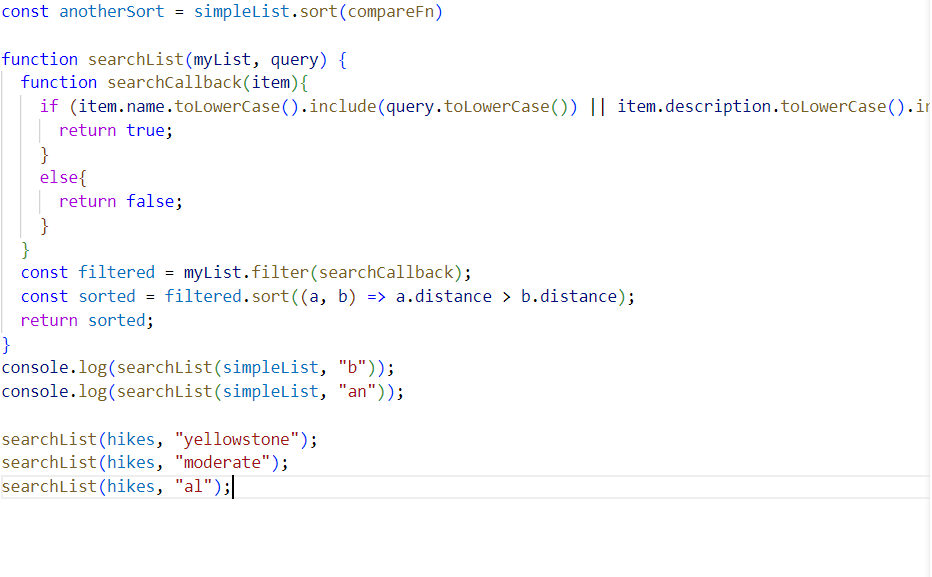 const anotherSort = simpleList.sort(compareFn)
function searchList(myList, query) {
function searchCallback(item){
if (item.name.toLowerCase().include(query.toLowerCase()) || item.description.toLowerCase().in
return true;
}
else{
return false;
}
}
const filtered = myList.filter(searchCallback);
const sorted = filtered.sort((a, b) => a.distance > b.distance);
return sorted;
}
console.log(searchList(simpleList, "b"));
console.log(searchList(simpleList, "an"));
searchList(hikes, "yellowstone");
searchList(hikes, "moderate");
searchList(hikes, "al");